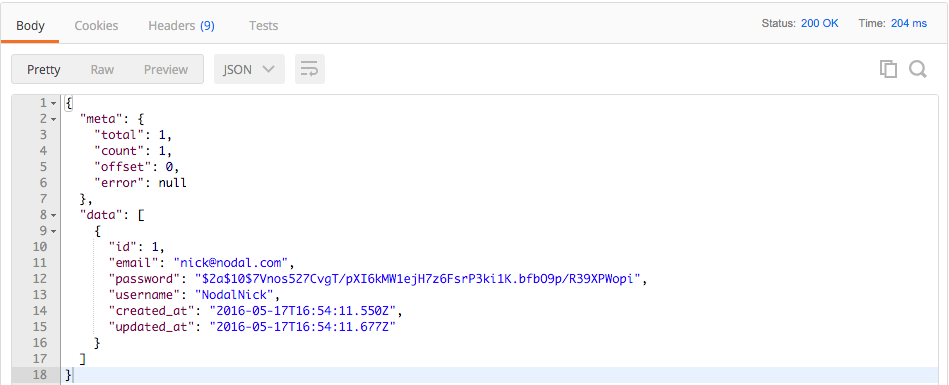 Body Cookies Headers (9) Tests Status: 200 OK Time: 204 ms
Pretty Raw Preview JSON
1 {
2 "meta": {
3 "total": 1,
4 "count": 1,
5 "offset": 0,
6 "error": null
7 },
8 "data": [
9 {
10 "id": 1,
11 "email": "nick@nodal.com",
12 "password": "$2a$10$7Vnos527CvgT/pXI6kMW1ejH7z6FsrP3ki1K.bfbO9p/R39XPWopi",
13 "username": "NodalNick",
14 "created_at": "2016-05-17T16:54:11.550Z",
15 "updated_at": "2016-05-17T16:54:11.677Z"
16 }
17 ]
18 }